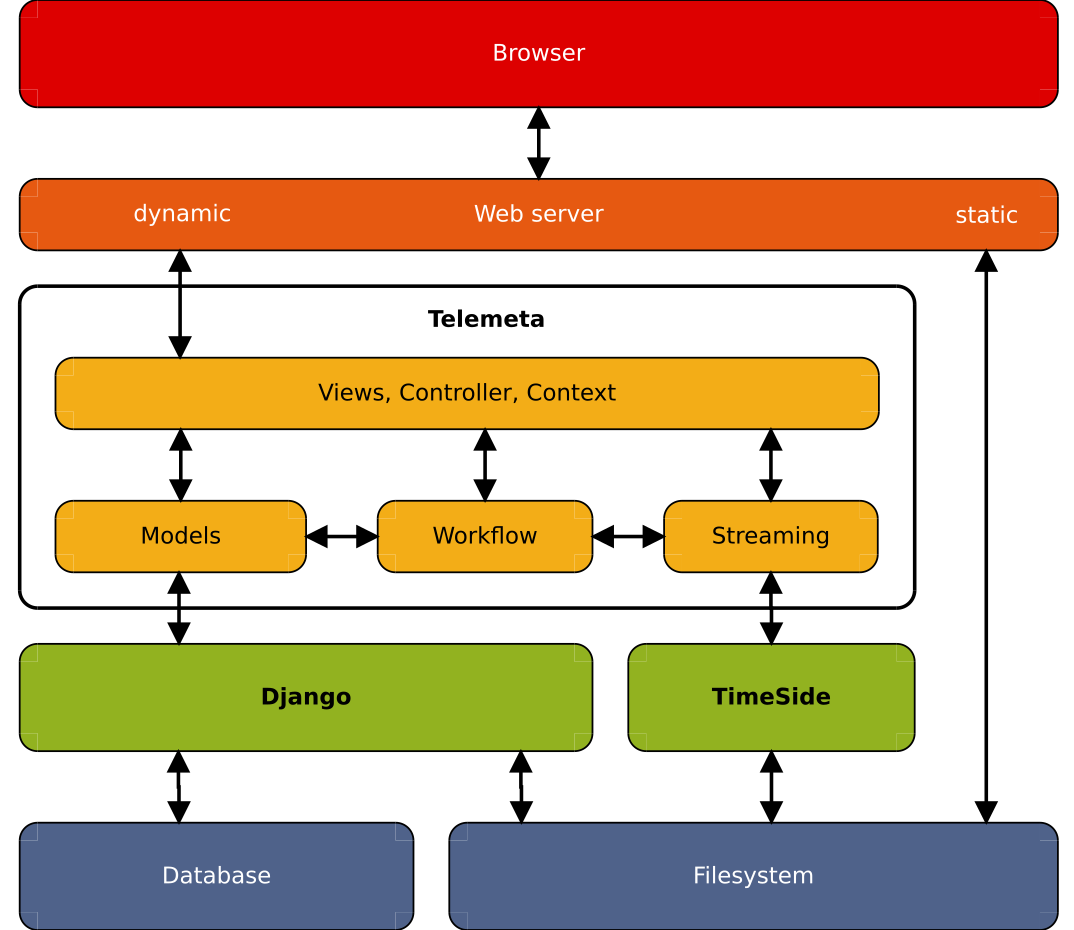 Browser
dynamic Web server static
Telemeta
Views, Controller, Context
Models Workflow Streaming
Django TimeSide
Database Filesystem